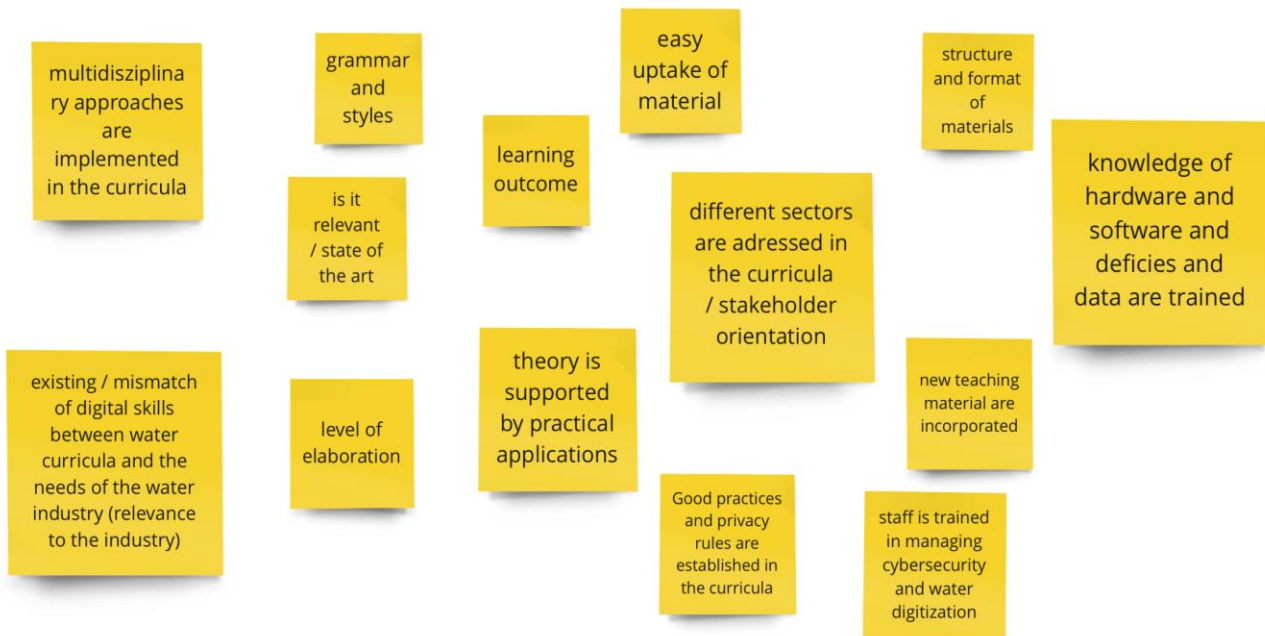 multidisziplina
ry approaches
are
implemented
in the curricula
grammar
and
styles
easy
uptake of
material
structure
and format
of
materials
learning
outcome
knowledge of
hardware and
software and
deficies and
data are trained
is it
relevant
/ state of
the art
different sectors
are adressed in
the curricula
/ stakeholder
orientation
existing / mismatch
of digital skills
between water
curricula and the
needs of the water
industry (relevance
to the industry)
level of
elaboration
theory is
supported
by practical
applications
new teaching
material are
incorporated
Good practices
and privacy
rules are
established in
the curricula
staff is trained
in managing
cybersecurity
and water
digitization